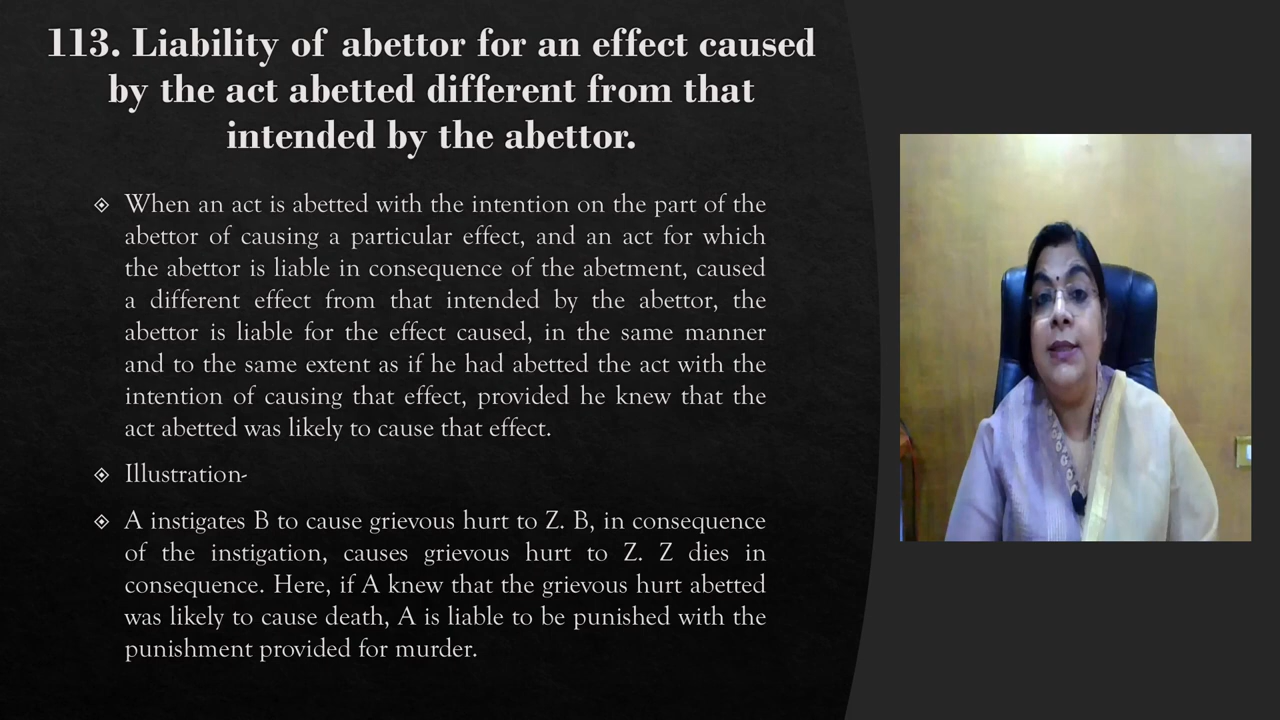 113. Liability of abettor for an effect caused
by the act abetted different from that
intended by the abettor.
When an act is abetted with the intention on the part of the
abettor of causing a particular effect, and an act for which
the abettor is liable in consequence of the abetment, caused
a different effect from that intended by the abettor, the
abettor is liable for the effect caused, in the same manner
and to the same extent as if he had abetted the act with the
intention of causing that effect, provided he knew that the
act abetted was likely to cause that effect.
Illustration-
A instigates B to cause grievous hurt to Z. B, in consequence
of the instigation, causes grievous hurt to Z. Z dies in
consequence. Here, if A knew that the grievous hurt abetted
was likely to cause death, A is liable to be punished with the
punishment provided for murder.